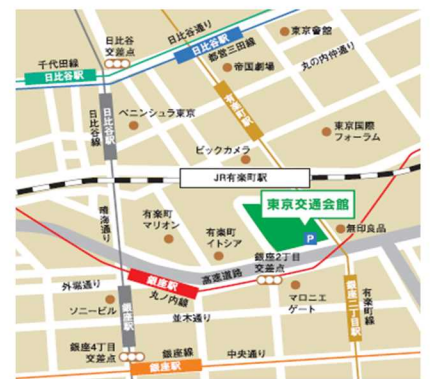 日比谷
交差点
日比谷通り
東京會館
千代田線
日比谷駅
日比谷駅
都営三田線
丸の内仲通り
帝国劇場
有楽町駅
日比谷駅
日比谷線
ペニンシュラ東京
東京国際
フォーラム
ビックカメラ
JR有楽町駅
東京交通会館
晴海通り
有楽町
マリオン
有楽町
イトシア
P
無印良品
銀座2丁目
交差点
高速道路
外堀通り
銀座駅
丸ノ内線
マロニエ
ゲート
ソニービル
銀座駅
並木通り
銀座二丁目駅
有楽町線
銀座4丁目
交差点
銀座線
中央通り
銀座駅